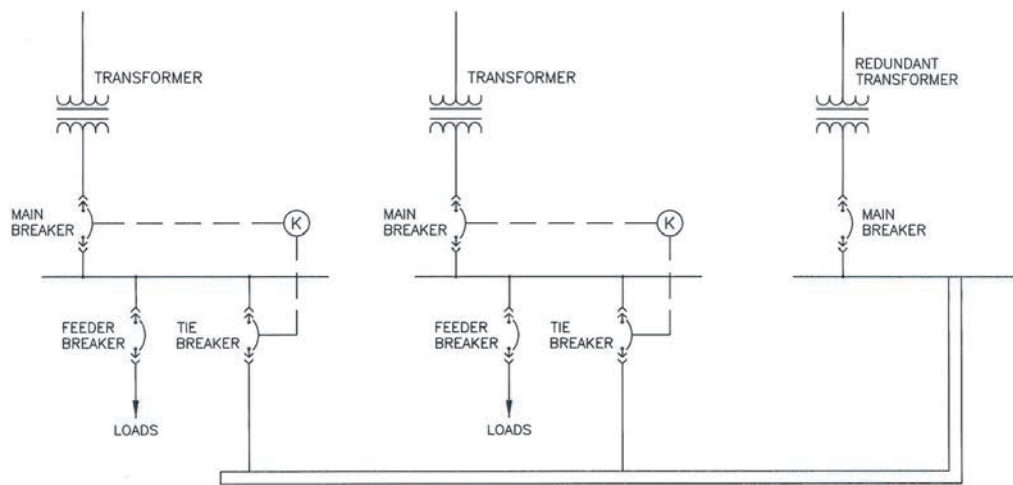 TRANSFORMER
TRANSFORMER
REDUNDANT
TRANSFORMER
MAIN
BREAKER
K
MAIN
BREAKER
K
MAIN
BREAKER
FEEDER
BREAKER
TIE
BREAKER
FEEDER
BREAKER
TIE
BREAKER
LOADS
LOADS